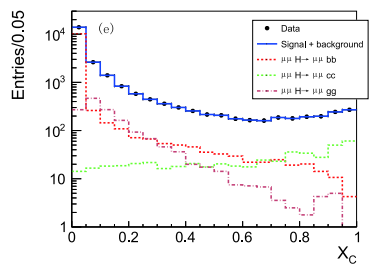 (e)
Data
Signal + background
μμ H→ μμ bb
μμ H→ μμ cc
μμ H→ μμ gg
Entries/0.05
10⁴
10³
10²
10
1
0 0.2 0.4 0.6 0.8 1
X_C